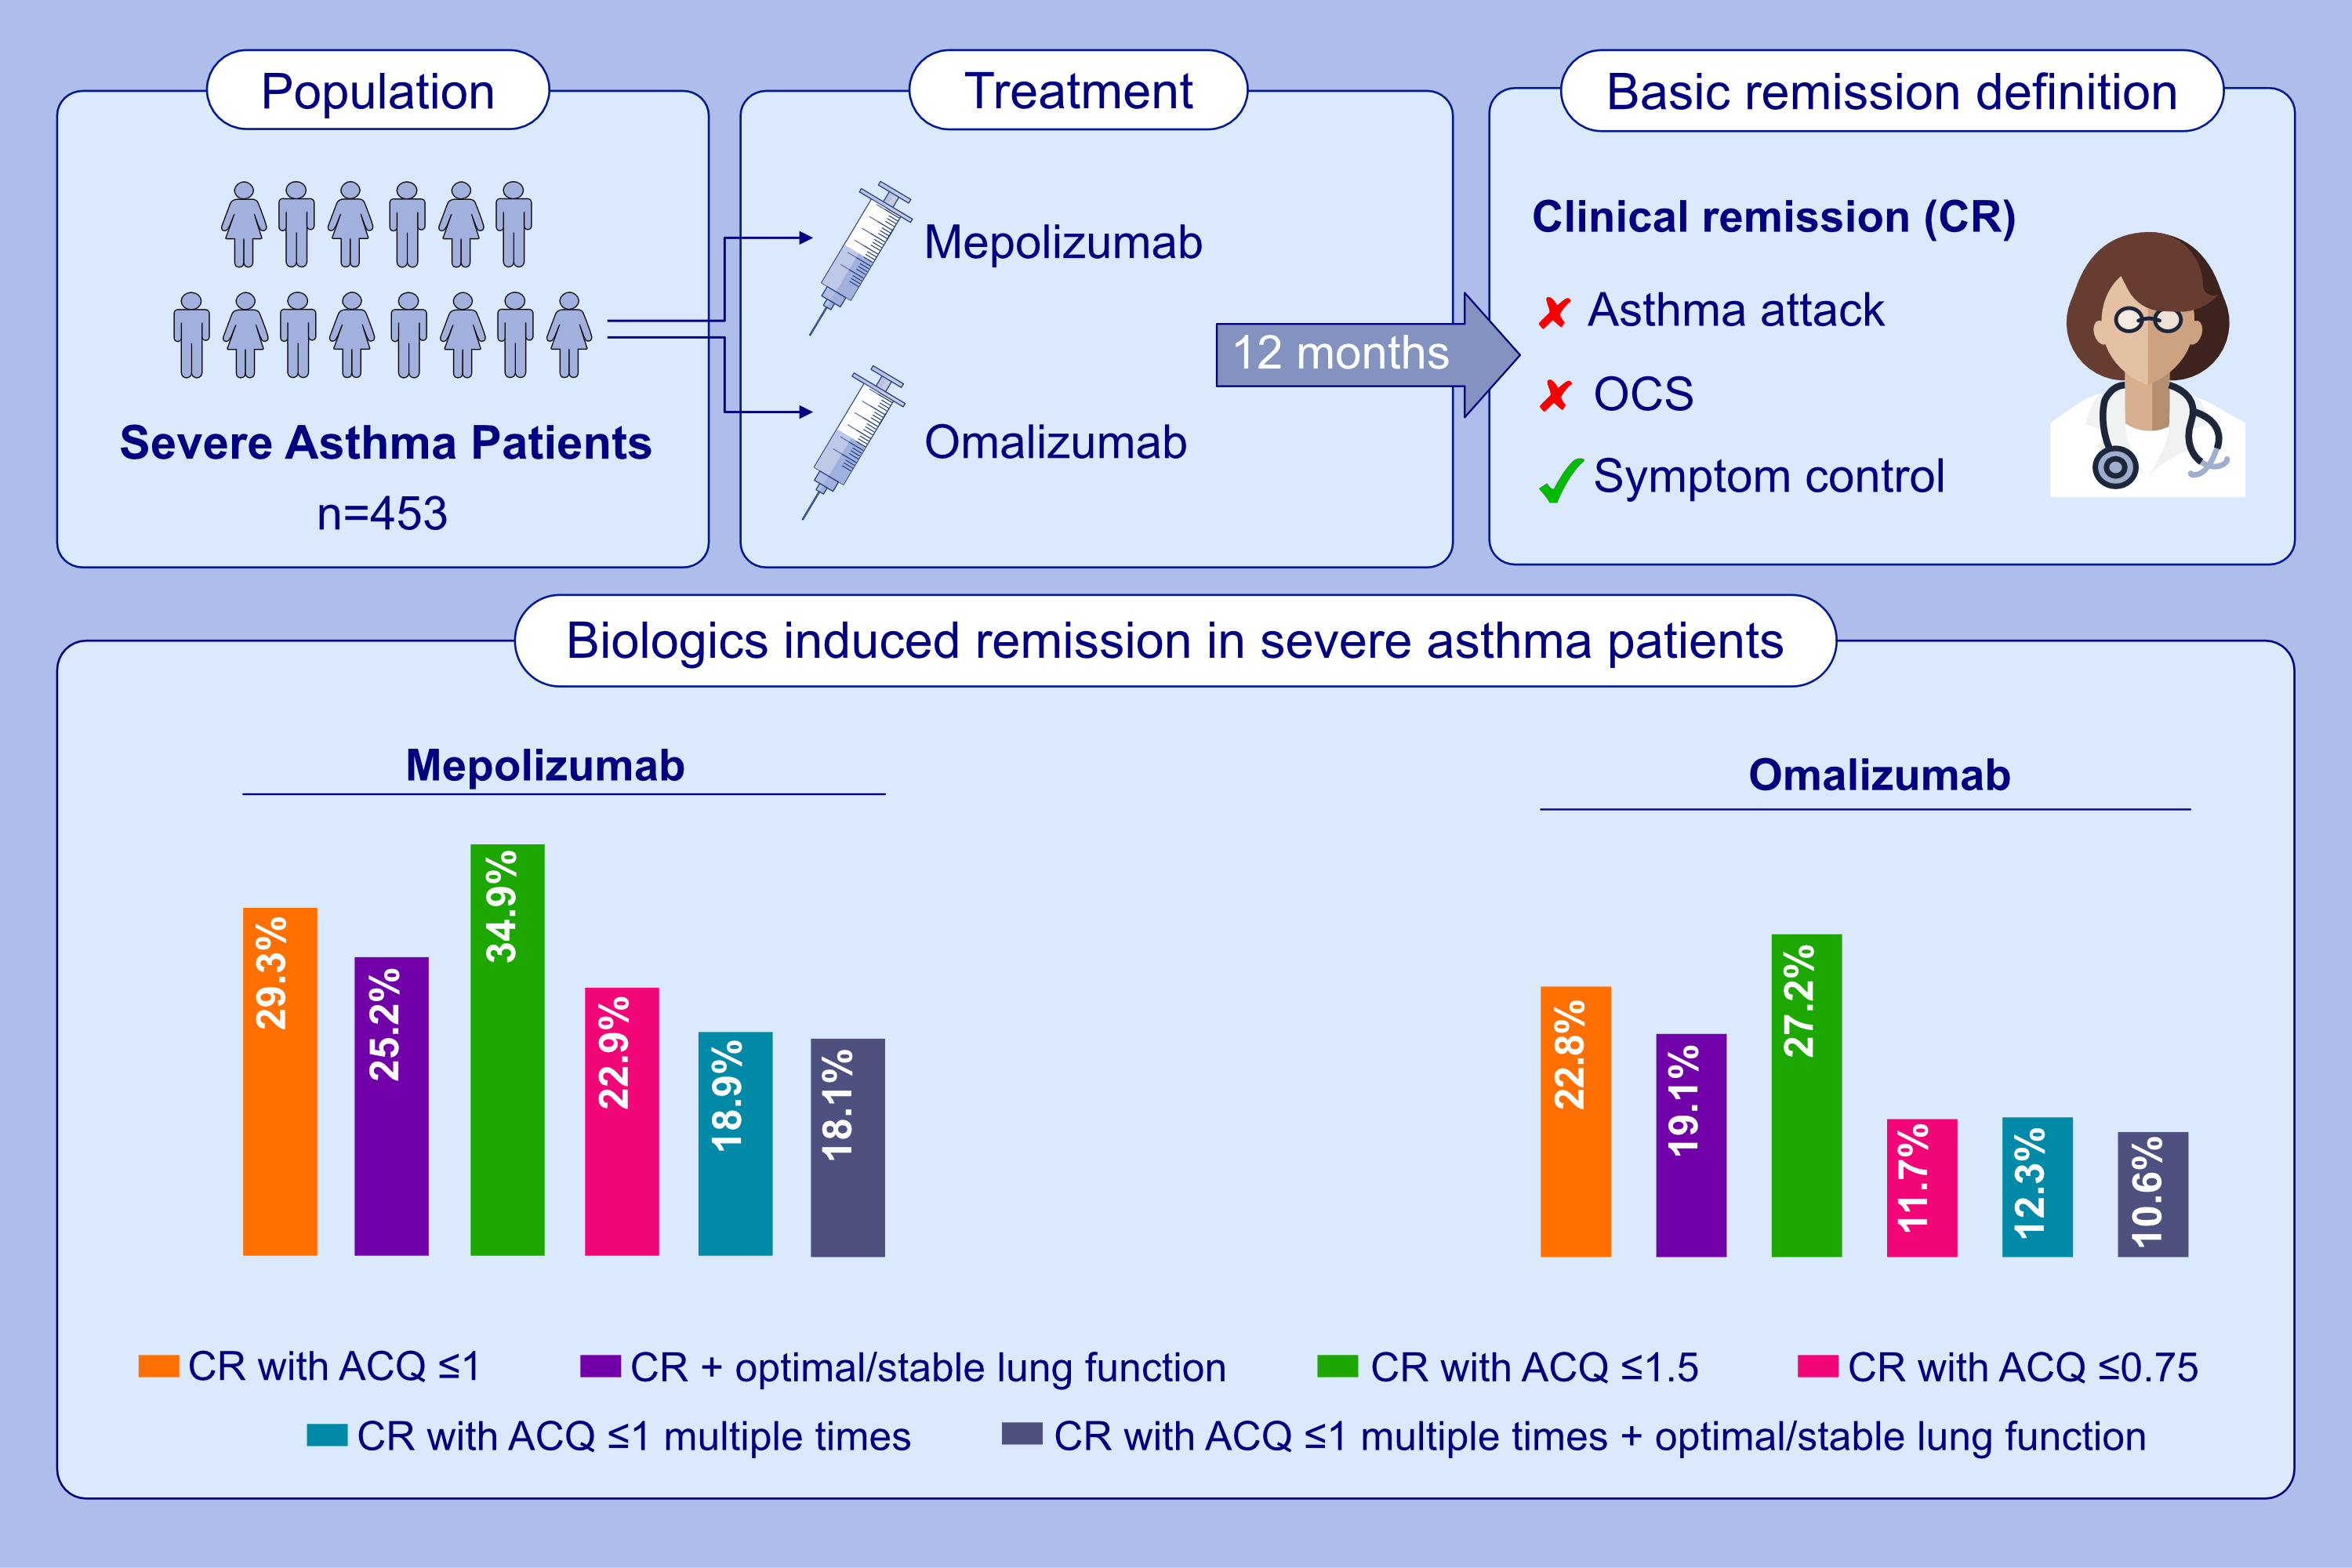 Population
Severe Asthma Patients
n=453
Treatment
Mepolizumab
Omalizumab
12 months
Basic remission definition
Clinical remission (CR)
✘ Asthma attack
✘ OCS
✓ Symptom control
Biologics induced remission in severe asthma patients
Mepolizumab
29.3%
25.2%
34.9%
22.9%
18.9%
18.1%
Omalizumab
22.8%
19.1%
27.2%
11.7%
12.3%
10.6%
CR with ACQ ≤1
CR + optimal/stable lung function
CR with ACQ ≤1.5
CR with ACQ ≤0.75
CR with ACQ ≤1 multiple times
CR with ACQ ≤1 multiple times + optimal/stable lung function